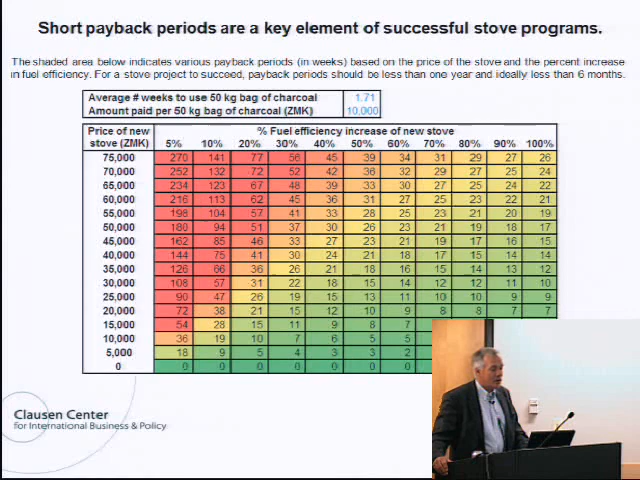 Short payback periods are a key element of successful stove programs.
The shaded area below indicates various payback periods (in weeks) based on the price of the stove and the percent increase
in fuel efficiency. For a stove project to succeed, payback periods should be less than one year and ideally less than 6 months.
Average # weeks to use 50 kg bag of charcoal 1.71
Amount paid per 50 kg bag of charcoal (ZMK) 10,000
Price of new % Fuel efficiency increase of new stove
stove (ZMK) 5% 10% 20% 30% 40% 50% 60% 70% 80% 90% 100%
75,000 270 141 77 56 45 39 34 31 29 27 26
70,000 252 132 72 52 42 36 32 29 27 25 24
65,000 234 123 67 48 39 33 30 27 25 24 22
60,000 216 113 62 45 36 31 27 25 23 22 21
55,000 198 104 57 41 33 28 25 23 21 20 19
50,000 180 94 51 37 30 26 23 21 19 18 17
45,000 162 85 46 33 27 23 21 19 17 16 15
40,000 144 75 41 30 24 21 18 17 15 14 14
35,000 126 66 36 26 21 18 16 15 14 13 12
30,000 108 57 31 22 18 15 14 12 12 11 10
25,000 90 47 26 19 15 13 11 10 10 9 9
20,000 72 38 21 15 12 10 9 8 8 7 7
15,000 54 28 15 11 9 8 7
10,000 36 19 10 7 6 5 5
5,000 18 9 5 4 3 3 2
0 0 0 0 0 0 0 0
Clausen Center
for International Business & Policy